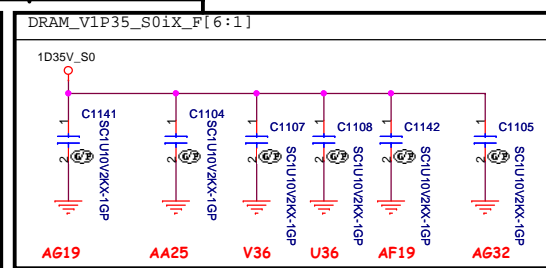 DRAM_V1P35_S0iX_F[6:1]
1D35V_S0
1
2
C1141
SC1U10V2KX-1GP
1
2
C1104
SC1U10V2KX-1GP
1
2
C1107
SC1U10V2KX-1GP
1
2
C1108
SC1U10V2KX-1GP
1
2
C1142
SC1U10V2KX-1GP
1
2
C1105
SC1U10V2KX-1GP
AG19
AA25
V36
U36
AF19
AG32